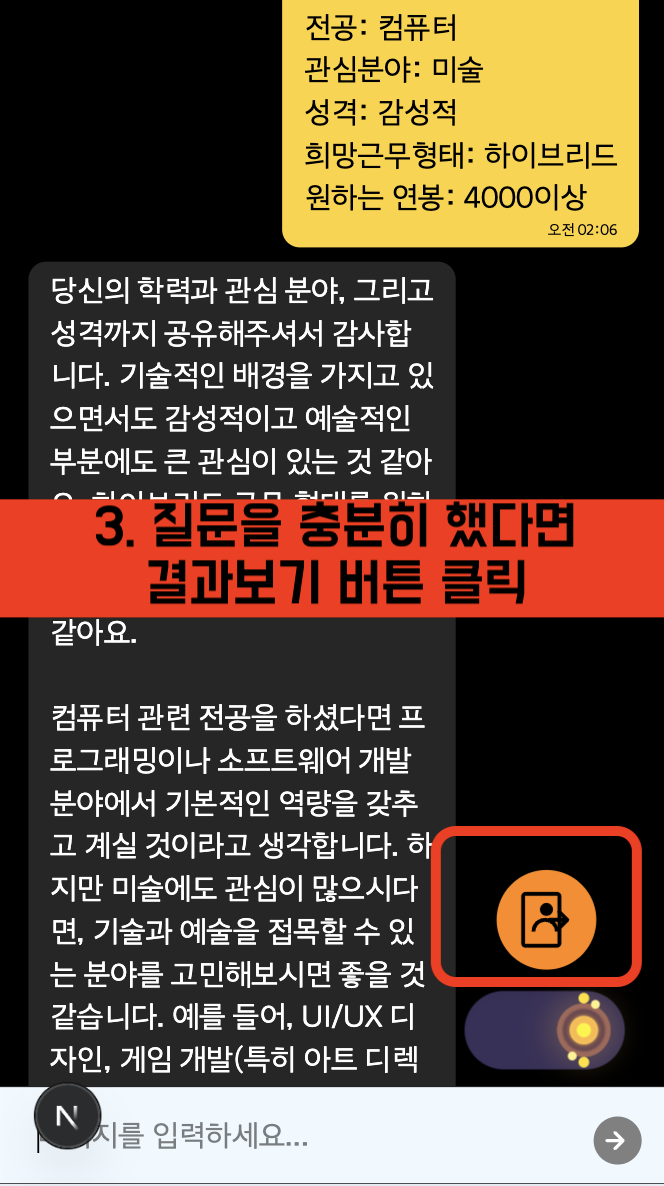 전공: 컴퓨터
관심분야: 미술
성격: 감성적
희망근무형태: 하이브리드
원하는 연봉: 4000이상
오전 02:06
당신의 학력과 관심 분야, 그리고
성격까지 공유해주셔서 감사합
니다. 기술적인 배경을 가지고 있
으면서도 감성적이고 예술적인
부분에도 큰 관심이 있는 것 같아
3. 질문을 충분히 했다면
결과보기 버튼 클릭
같아요.
컴퓨터 관련 전공을 하셨다면 프
로그래밍이나 소프트웨어 개발
분야에서 기본적인 역량을 갖추
고 계실 것이라고 생각합니다. 하
지만 미술에도 관심이 많으시다
면, 기술과 예술을 접목할 수 있
는 분야를 고민해보시면 좋을 것
같습니다. 예를 들어, UI/UX 디
자인, 게임 개발(특히 아트 디렉
N
지를 입력하세요...